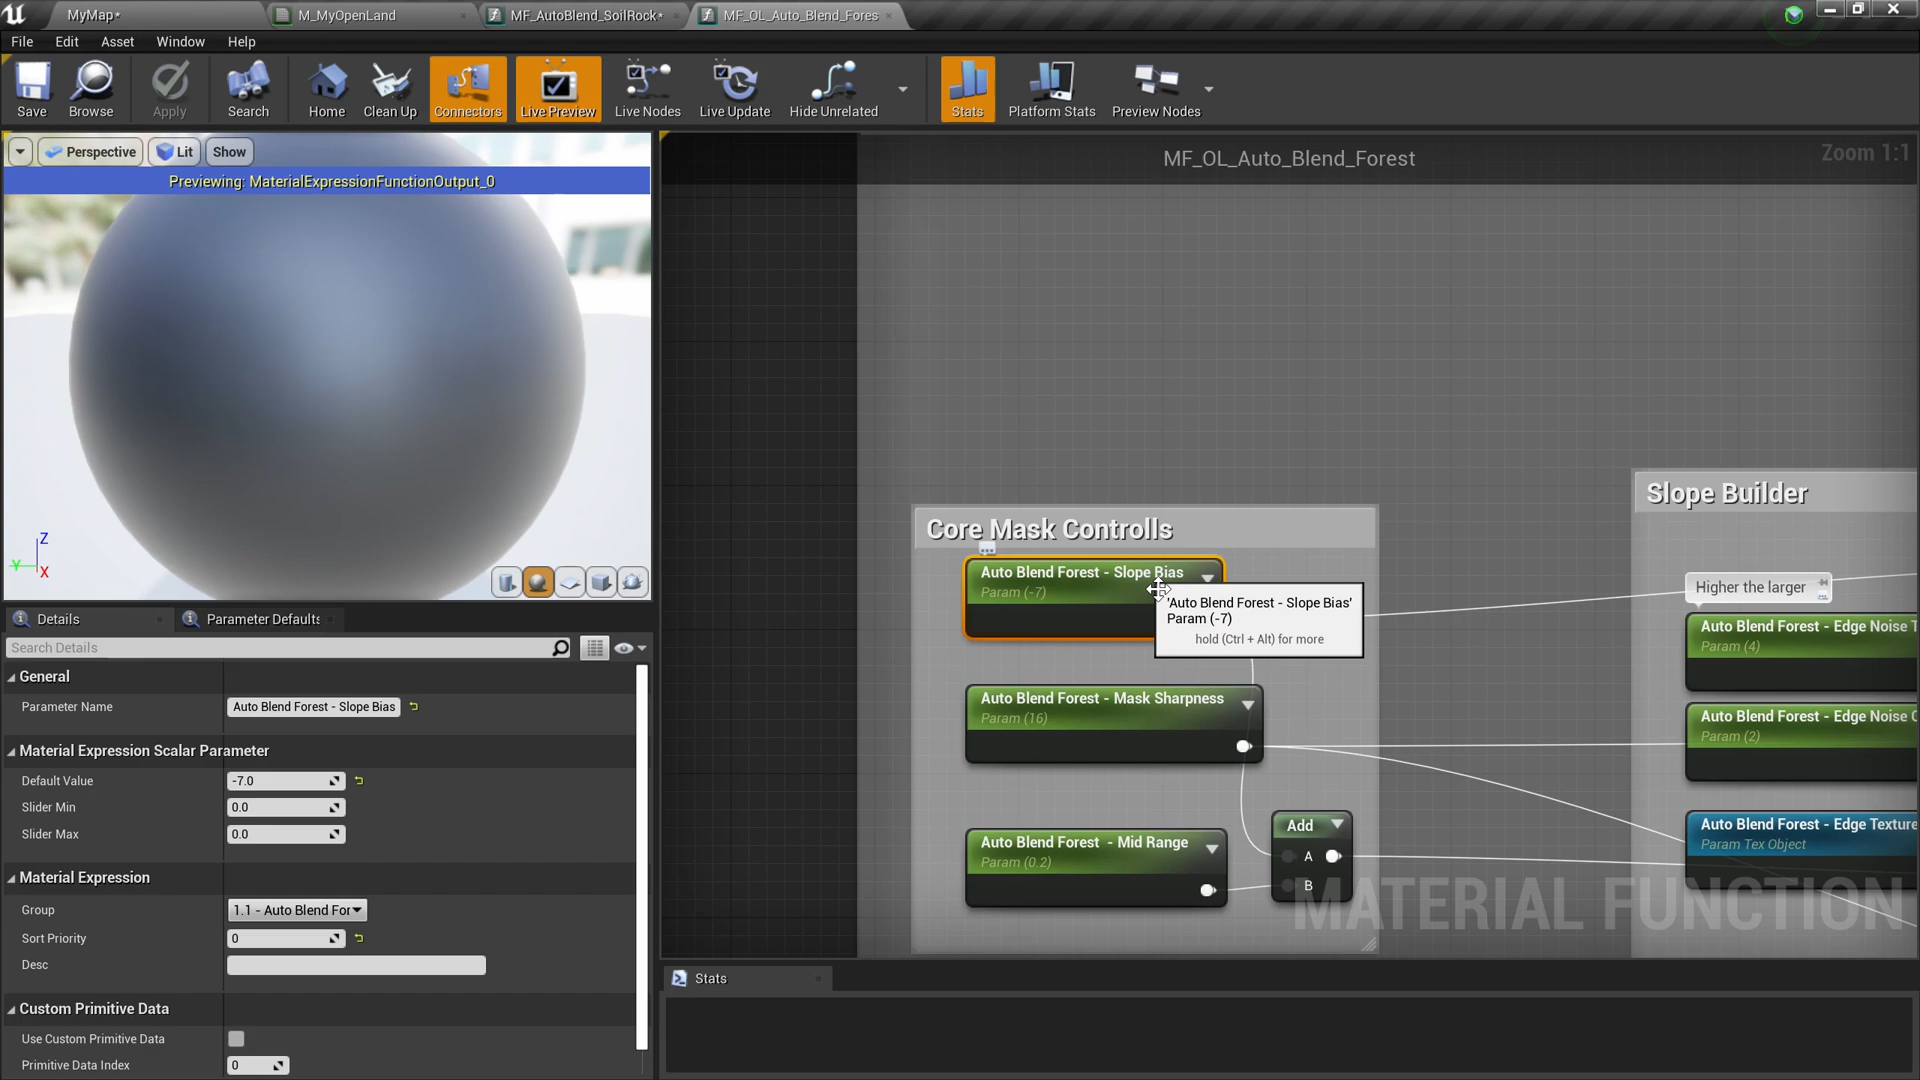 MyMap*
M_MyOpenLand
MF_AutoBlend_SoilRock*
MF_OL_Auto_Blend_Fores
File
Edit
Asset
Window
Help
Save
Browse
Apply
Search
Home
Clean Up
Connectors
Live Preview
Live Nodes
Live Update
Hide Unrelated
Stats
Platform Stats
Preview Nodes
Perspective
Lit
Show
Previewing: MaterialExpressionFunctionOutput_0
Z
Y
X
MF_OL_Auto_Blend_Forest
Zoom 1:1
Core Mask Controlls
Auto Blend Forest - Slope Bias
Param (-7)
'Auto Blend Forest - Slope Bias'
Param (-7)
hold (Ctrl + Alt) for more
Auto Blend Forest - Mask Sharpness
Param (16)
Auto Blend Forest  - Mid Range
Param (0.2)
Add
A
B
Slope Builder
Higher the larger
Auto Blend Forest - Edge Noise T
Param (4)
Auto Blend Forest - Edge Noise C
Param (2)
Auto Blend Forest - Edge Texture
Param Tex Object
MATERIAL FUNCTION
Details
Parameter Defaults
Search Details
General
Parameter Name
Auto Blend Forest - Slope Bias
Material Expression Scalar Parameter
Default Value
-7.0
Slider Min
0.0
Slider Max
0.0
Material Expression
Group
1.1 - Auto Blend For
Sort Priority
0
Desc
Custom Primitive Data
Use Custom Primitive Data
Primitive Data Index
0
Stats